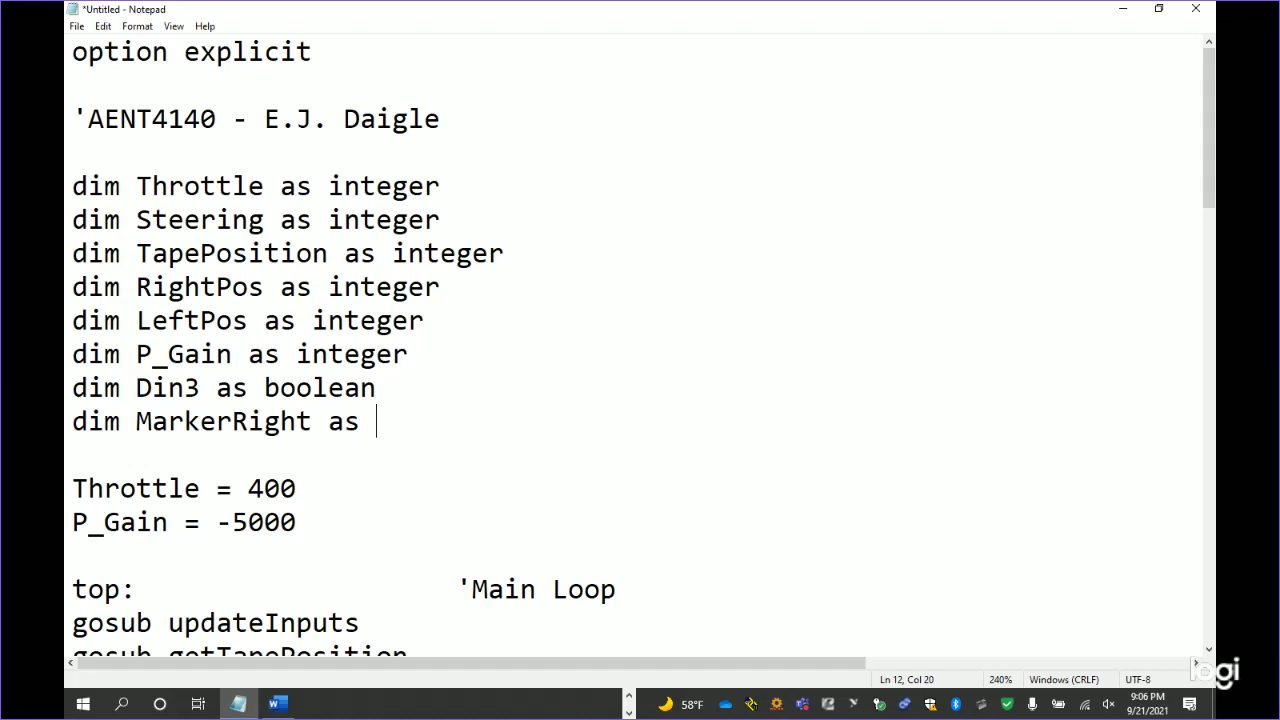 *Untitled - Notepad
File Edit Format View Help
option explicit
'AENT4140 - E.J. Daigle
dim Throttle as integer
dim Steering as integer
dim TapePosition as integer
dim RightPos as integer
dim LeftPos as integer
dim P_Gain as integer
dim Din3 as boolean
dim MarkerRight as
Throttle = 400
P_Gain = -5000
top: 'Main Loop
gosub updateInputs
gosub getTapePosition
logi
Ln 12, Col 20 240% Windows (CRLF) UTF-8
58°F 9:06 PM
9/21/2021